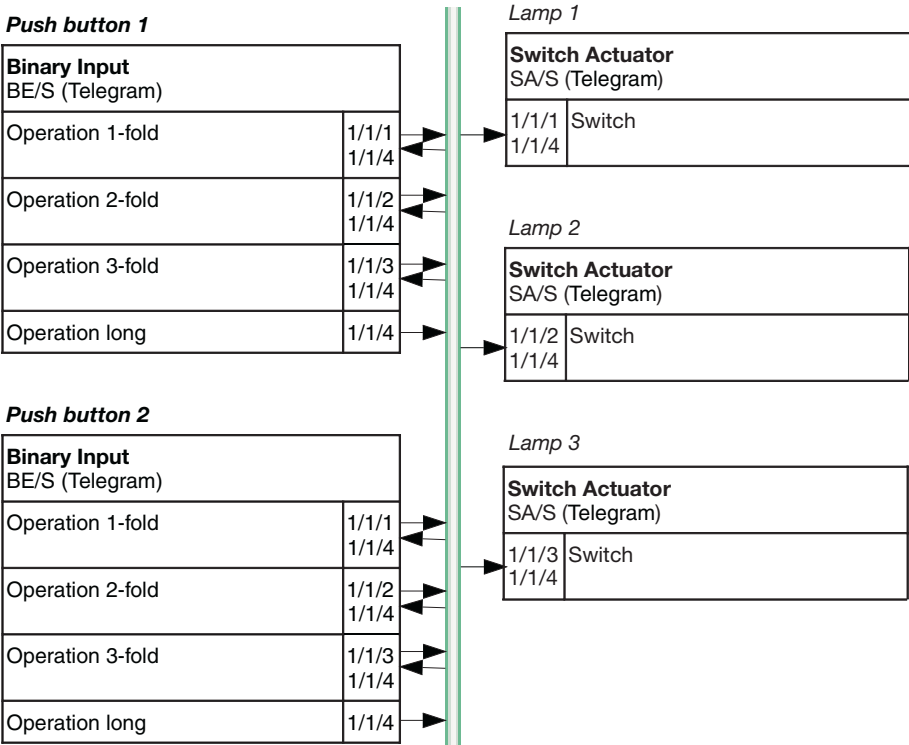 Push button 1
Binary Input
BE/S (Telegram)
Operation 1-fold 1/1/1
1/1/4
Operation 2-fold 1/1/2
1/1/4
Operation 3-fold 1/1/3
1/1/4
Operation long 1/1/4
Push button 2
Binary Input
BE/S (Telegram)
Operation 1-fold 1/1/1
1/1/4
Operation 2-fold 1/1/2
1/1/4
Operation 3-fold 1/1/3
1/1/4
Operation long 1/1/4
Lamp 1
Switch Actuator
SA/S (Telegram)
1/1/1 Switch
1/1/4
Lamp 2
Switch Actuator
SA/S (Telegram)
1/1/2 Switch
1/1/4
Lamp 3
Switch Actuator
SA/S (Telegram)
1/1/3 Switch
1/1/4